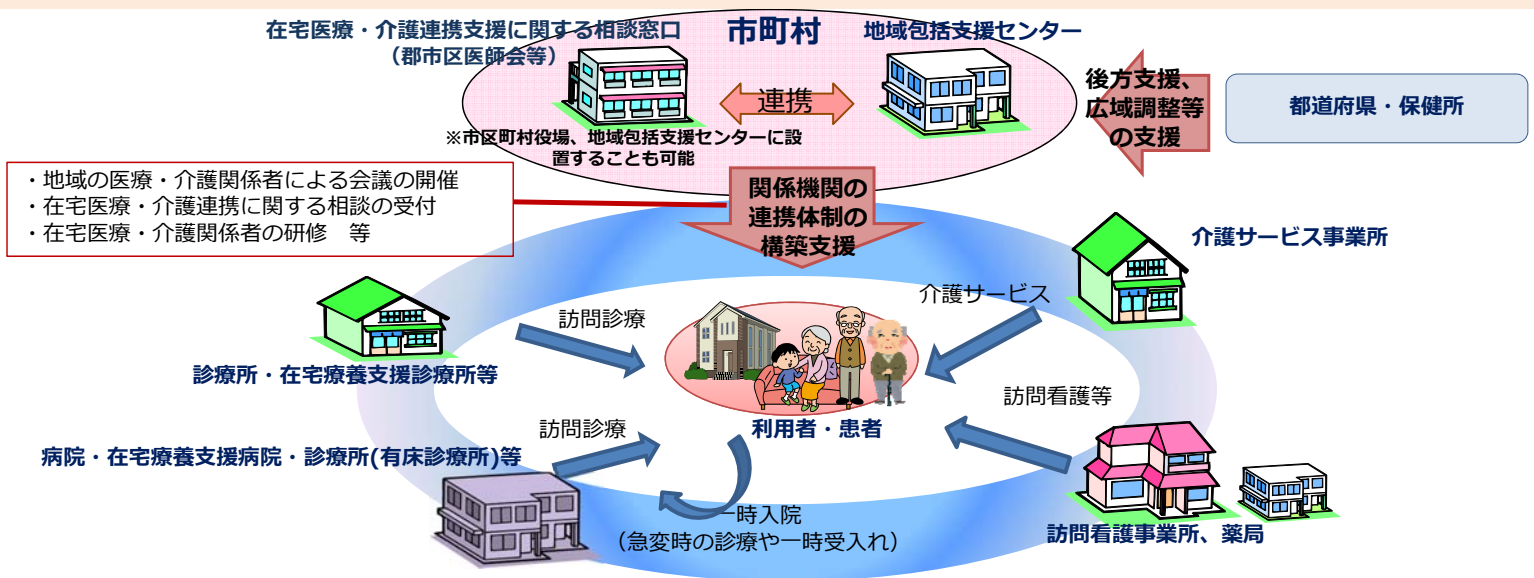 在宅医療・介護連携支援に関する相談窓口
(郡市区医師会等)
市町村
地域包括支援センター
連携
※市区町村役場、地域包括支援センターに設
置することも可能
後方支援、
広域調整等
の支援
都道府県・保健所
・地域の医療・介護関係者による会議の開催
・在宅医療・介護連携に関する相談の受付
・在宅医療・介護関係者の研修 等
関係機関の
連携体制の
構築支援
介護サービス事業所
介護サービス
訪問診療
診療所・在宅療養支援診療所等
訪問看護等
利用者・患者
訪問診療
病院・在宅療養支援病院・診療所(有床診療所)等
一時入院
(急変時の診療や一時受入れ)
訪問看護事業所、薬局